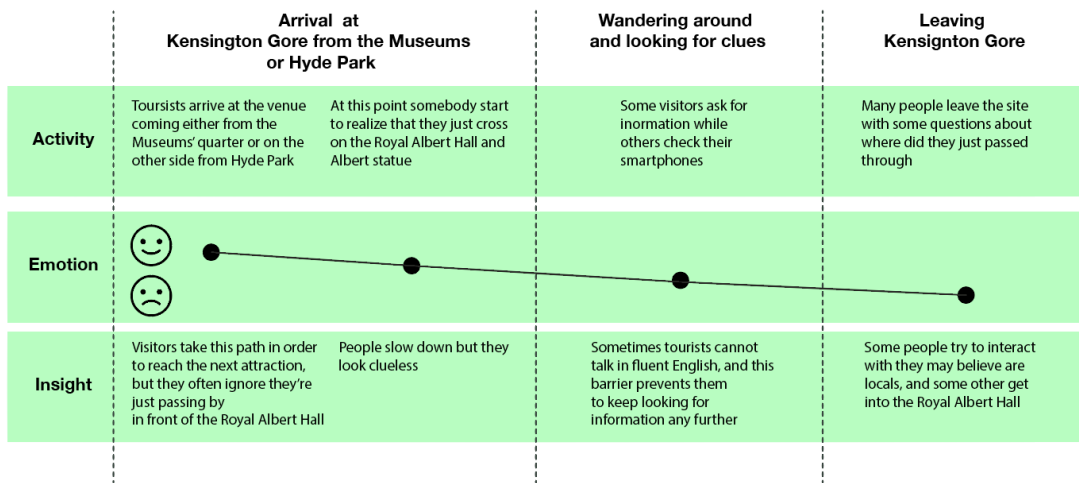 Arrival at
Kensington Gore from the Museums
or Hyde Park
Wandering around
and looking for clues
Leaving
Kensignton Gore
Activity
Toursists arrive at the venue
coming either from the
Museums' quarter or on the
other side from Hyde Park
At this point somebody start
to realize that they just cross
on the Royal Albert Hall and
Albert statue
Some visitors ask for
inormation while
others check their
smartphones
Many people leave the site
with some questions about
where did they just passed
through
Emotion
Insight
Visitors take this path in order
to reach the next attraction,
but they often ignore they're
just passing by
in front of the Royal Albert Hall
People slow down but they
look clueless
Sometimes tourists cannot
talk in fluent English, and this
barrier prevents them
to keep looking for
information any further
Some people try to interact
with they may believe are
locals, and some other get
into the Royal Albert Hall